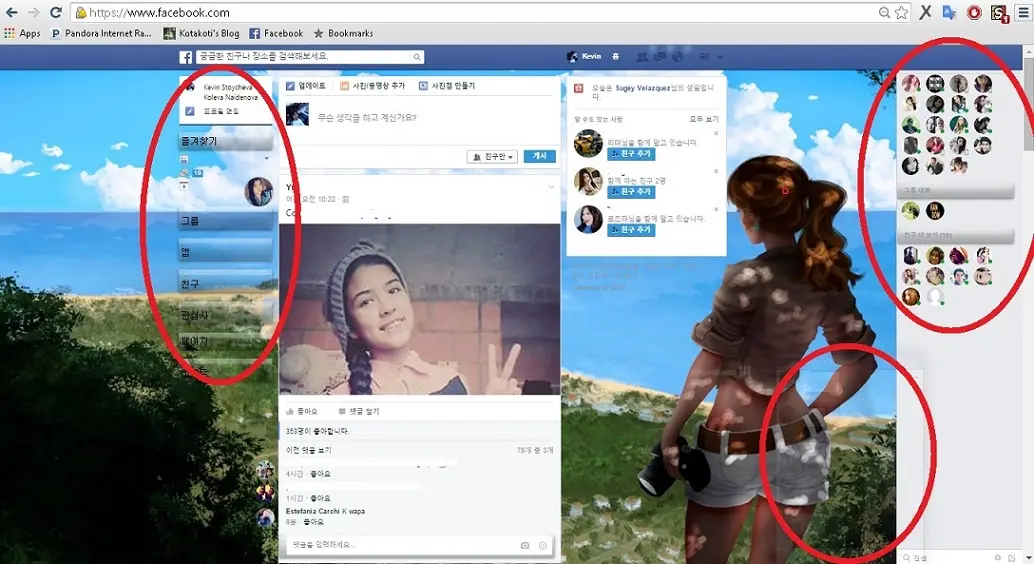 https://www.facebook.com
Apps
Pandora Internet Ra...
Kotakoti's Blog
Facebook
Bookmarks
궁금한 친구나 장소를 검색해보세요.
Kevin 홈
Kevin Stoycheva
Koleva Naidenova
프로필 편집
즐겨찾기
19
그룹
앱
친구
관심사
페이지
업데이트
사진/동영상 추가
사진첩 만들기
무슨 생각을 하고 계신가요?
친구만
게시
오전 10:22
좋아요
댓글 달기
353명이 좋아합니다.
이전 댓글 보기
78개 중 3개
4시간 · 좋아요
1시간 · 좋아요
Estefania Carchi K wapa
8분 · 좋아요
댓글을 입력하세요...
오늘은 Sugey Velazquez님의 생일입니다.
알 수도 있는 사람
모두 보기
리마님을 함께 알고 있습니다.
친구 추가
함께 아는 친구 2명
친구 추가
로즈마님을 함께 알고 있습니다.
친구 추가
그룹 대화
검색